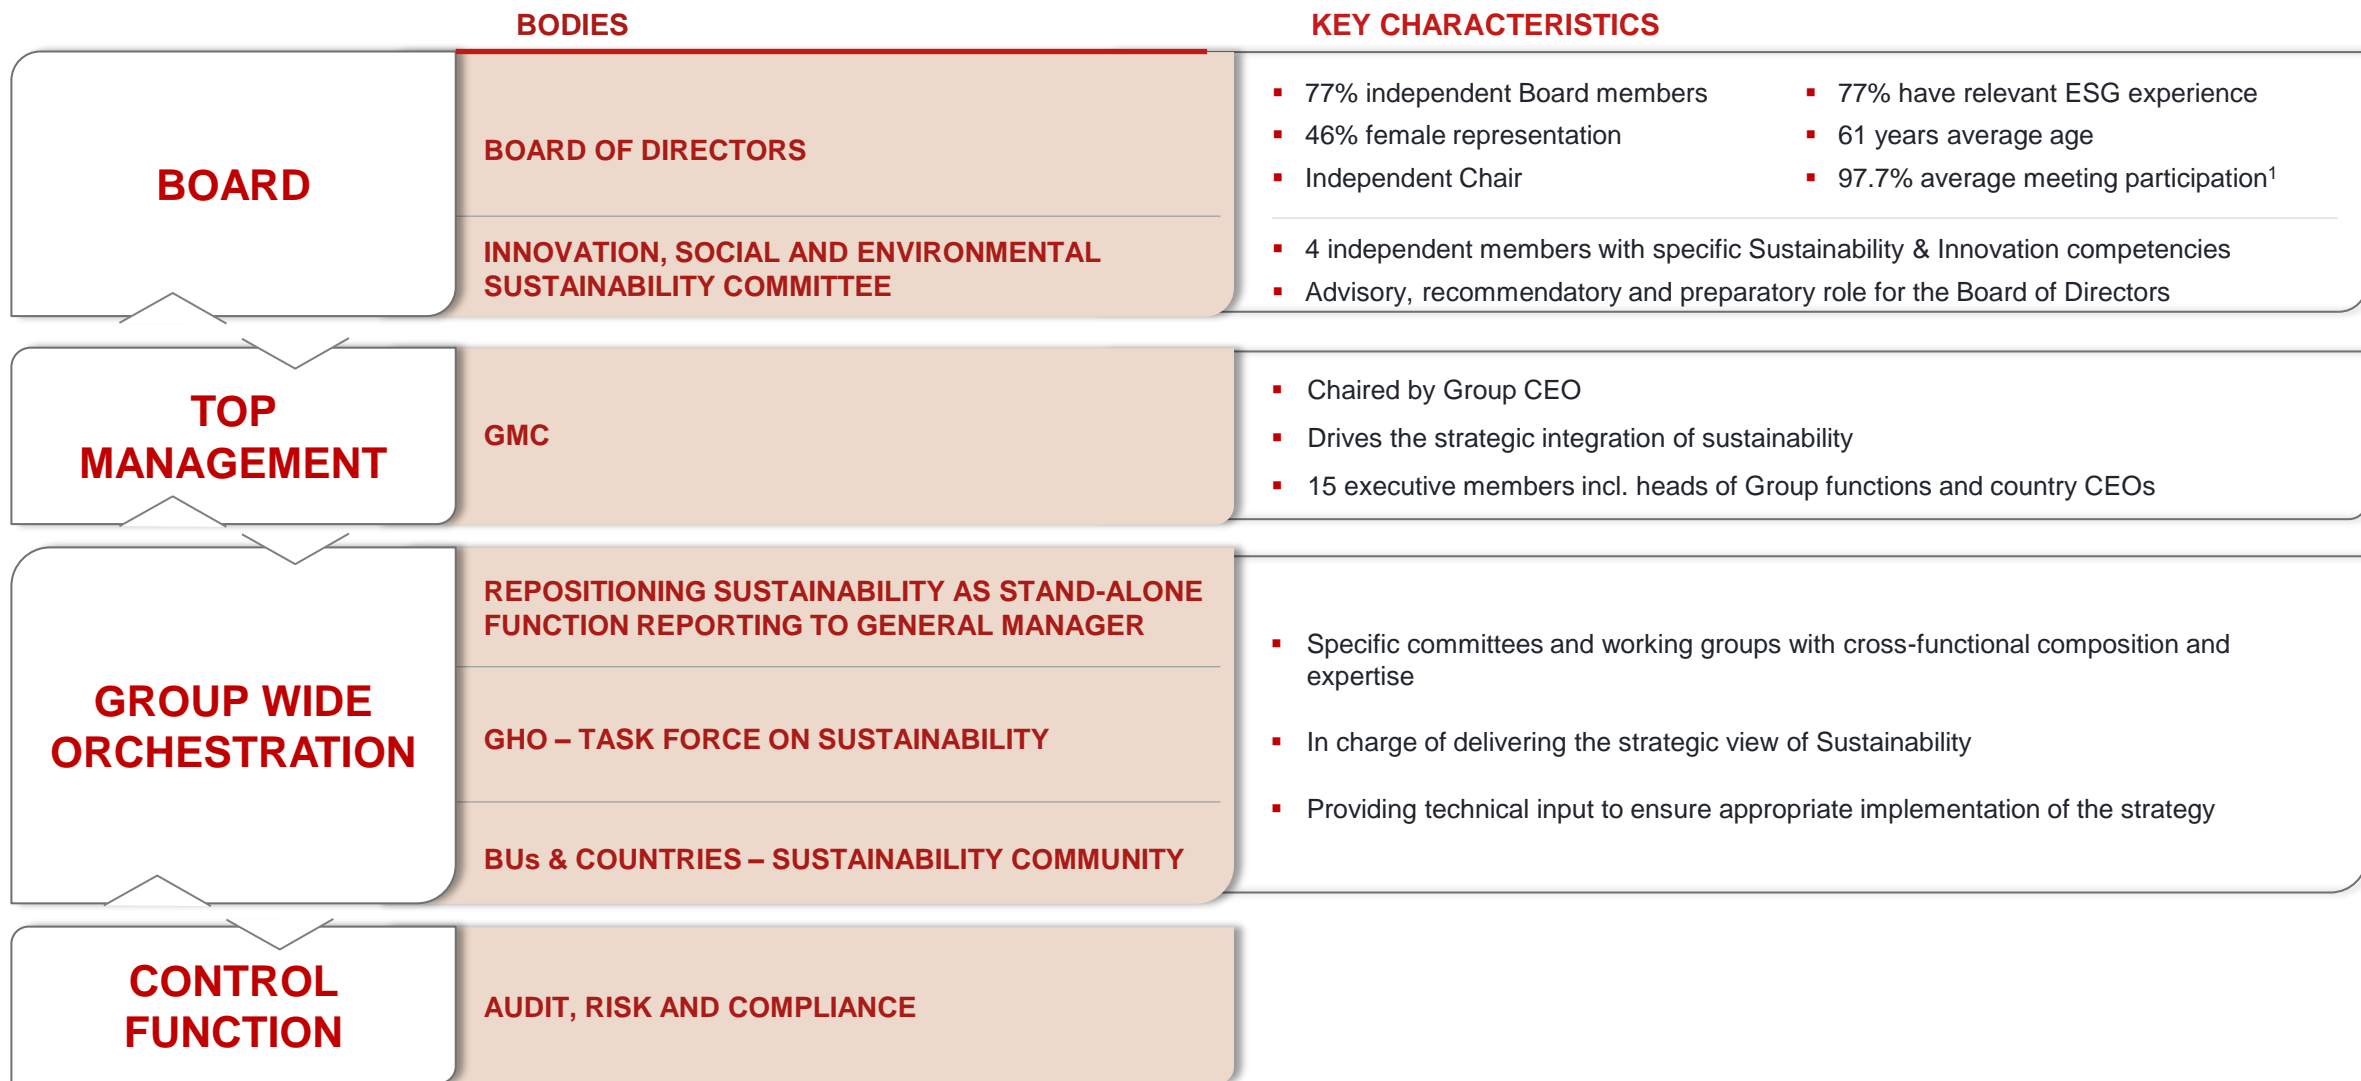 BODIES
KEY CHARACTERISTICS
BOARD
BOARD OF DIRECTORS
▪ 77% independent Board members
▪ 46% female representation
▪ Independent Chair
▪ 77% have relevant ESG experience
▪ 61 years average age
▪ 97.7% average meeting participation¹
INNOVATION, SOCIAL AND ENVIRONMENTAL
SUSTAINABILITY COMMITTEE
▪ 4 independent members with specific Sustainability & Innovation competencies
▪ Advisory, recommendatory and preparatory role for the Board of Directors
TOP
MANAGEMENT
GMC
▪ Chaired by Group CEO
▪ Drives the strategic integration of sustainability
▪ 15 executive members incl. heads of Group functions and country CEOs
GROUP WIDE
ORCHESTRATION
REPOSITIONING SUSTAINABILITY AS STAND-ALONE
FUNCTION REPORTING TO GENERAL MANAGER
GHO – TASK FORCE ON SUSTAINABILITY
BUs & COUNTRIES – SUSTAINABILITY COMMUNITY
▪ Specific committees and working groups with cross-functional composition and
expertise
▪ In charge of delivering the strategic view of Sustainability
▪ Providing technical input to ensure appropriate implementation of the strategy
CONTROL
FUNCTION
AUDIT, RISK AND COMPLIANCE